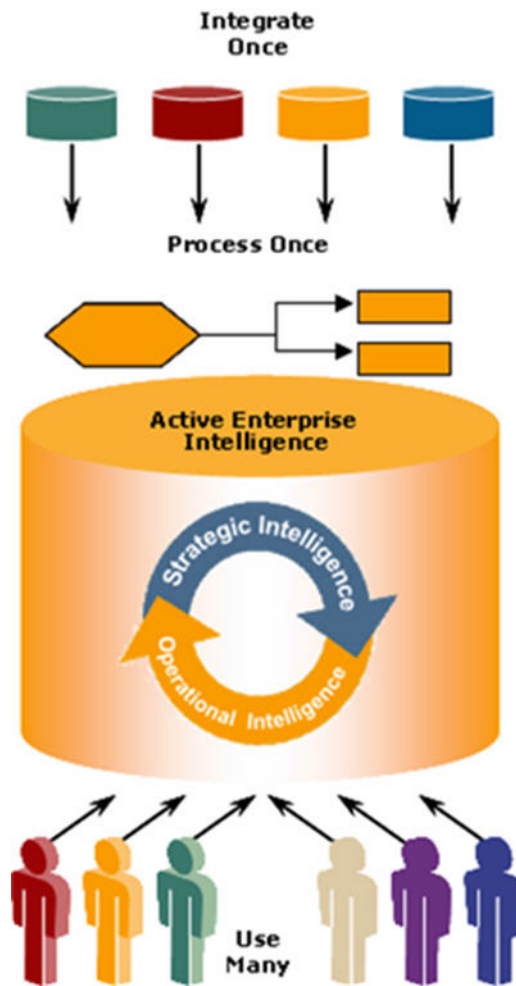 Integrate
Once
Process Once
Active Enterprise
Intelligence
Strategic Intelligence
Operational Intelligence
Use
Many